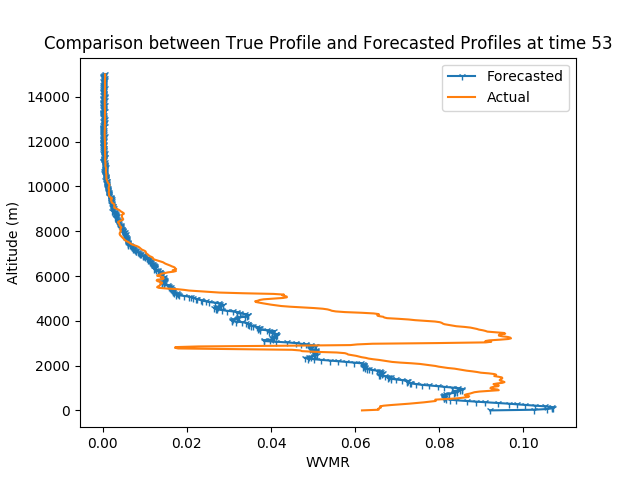 Comparison between True Profile and Forecasted Profiles at time 53
Forecasted
Actual
14000
12000
10000
8000
6000
4000
2000
0
Altitude (m)
0.00 0.02 0.04 0.06 0.08 0.10
WVMR